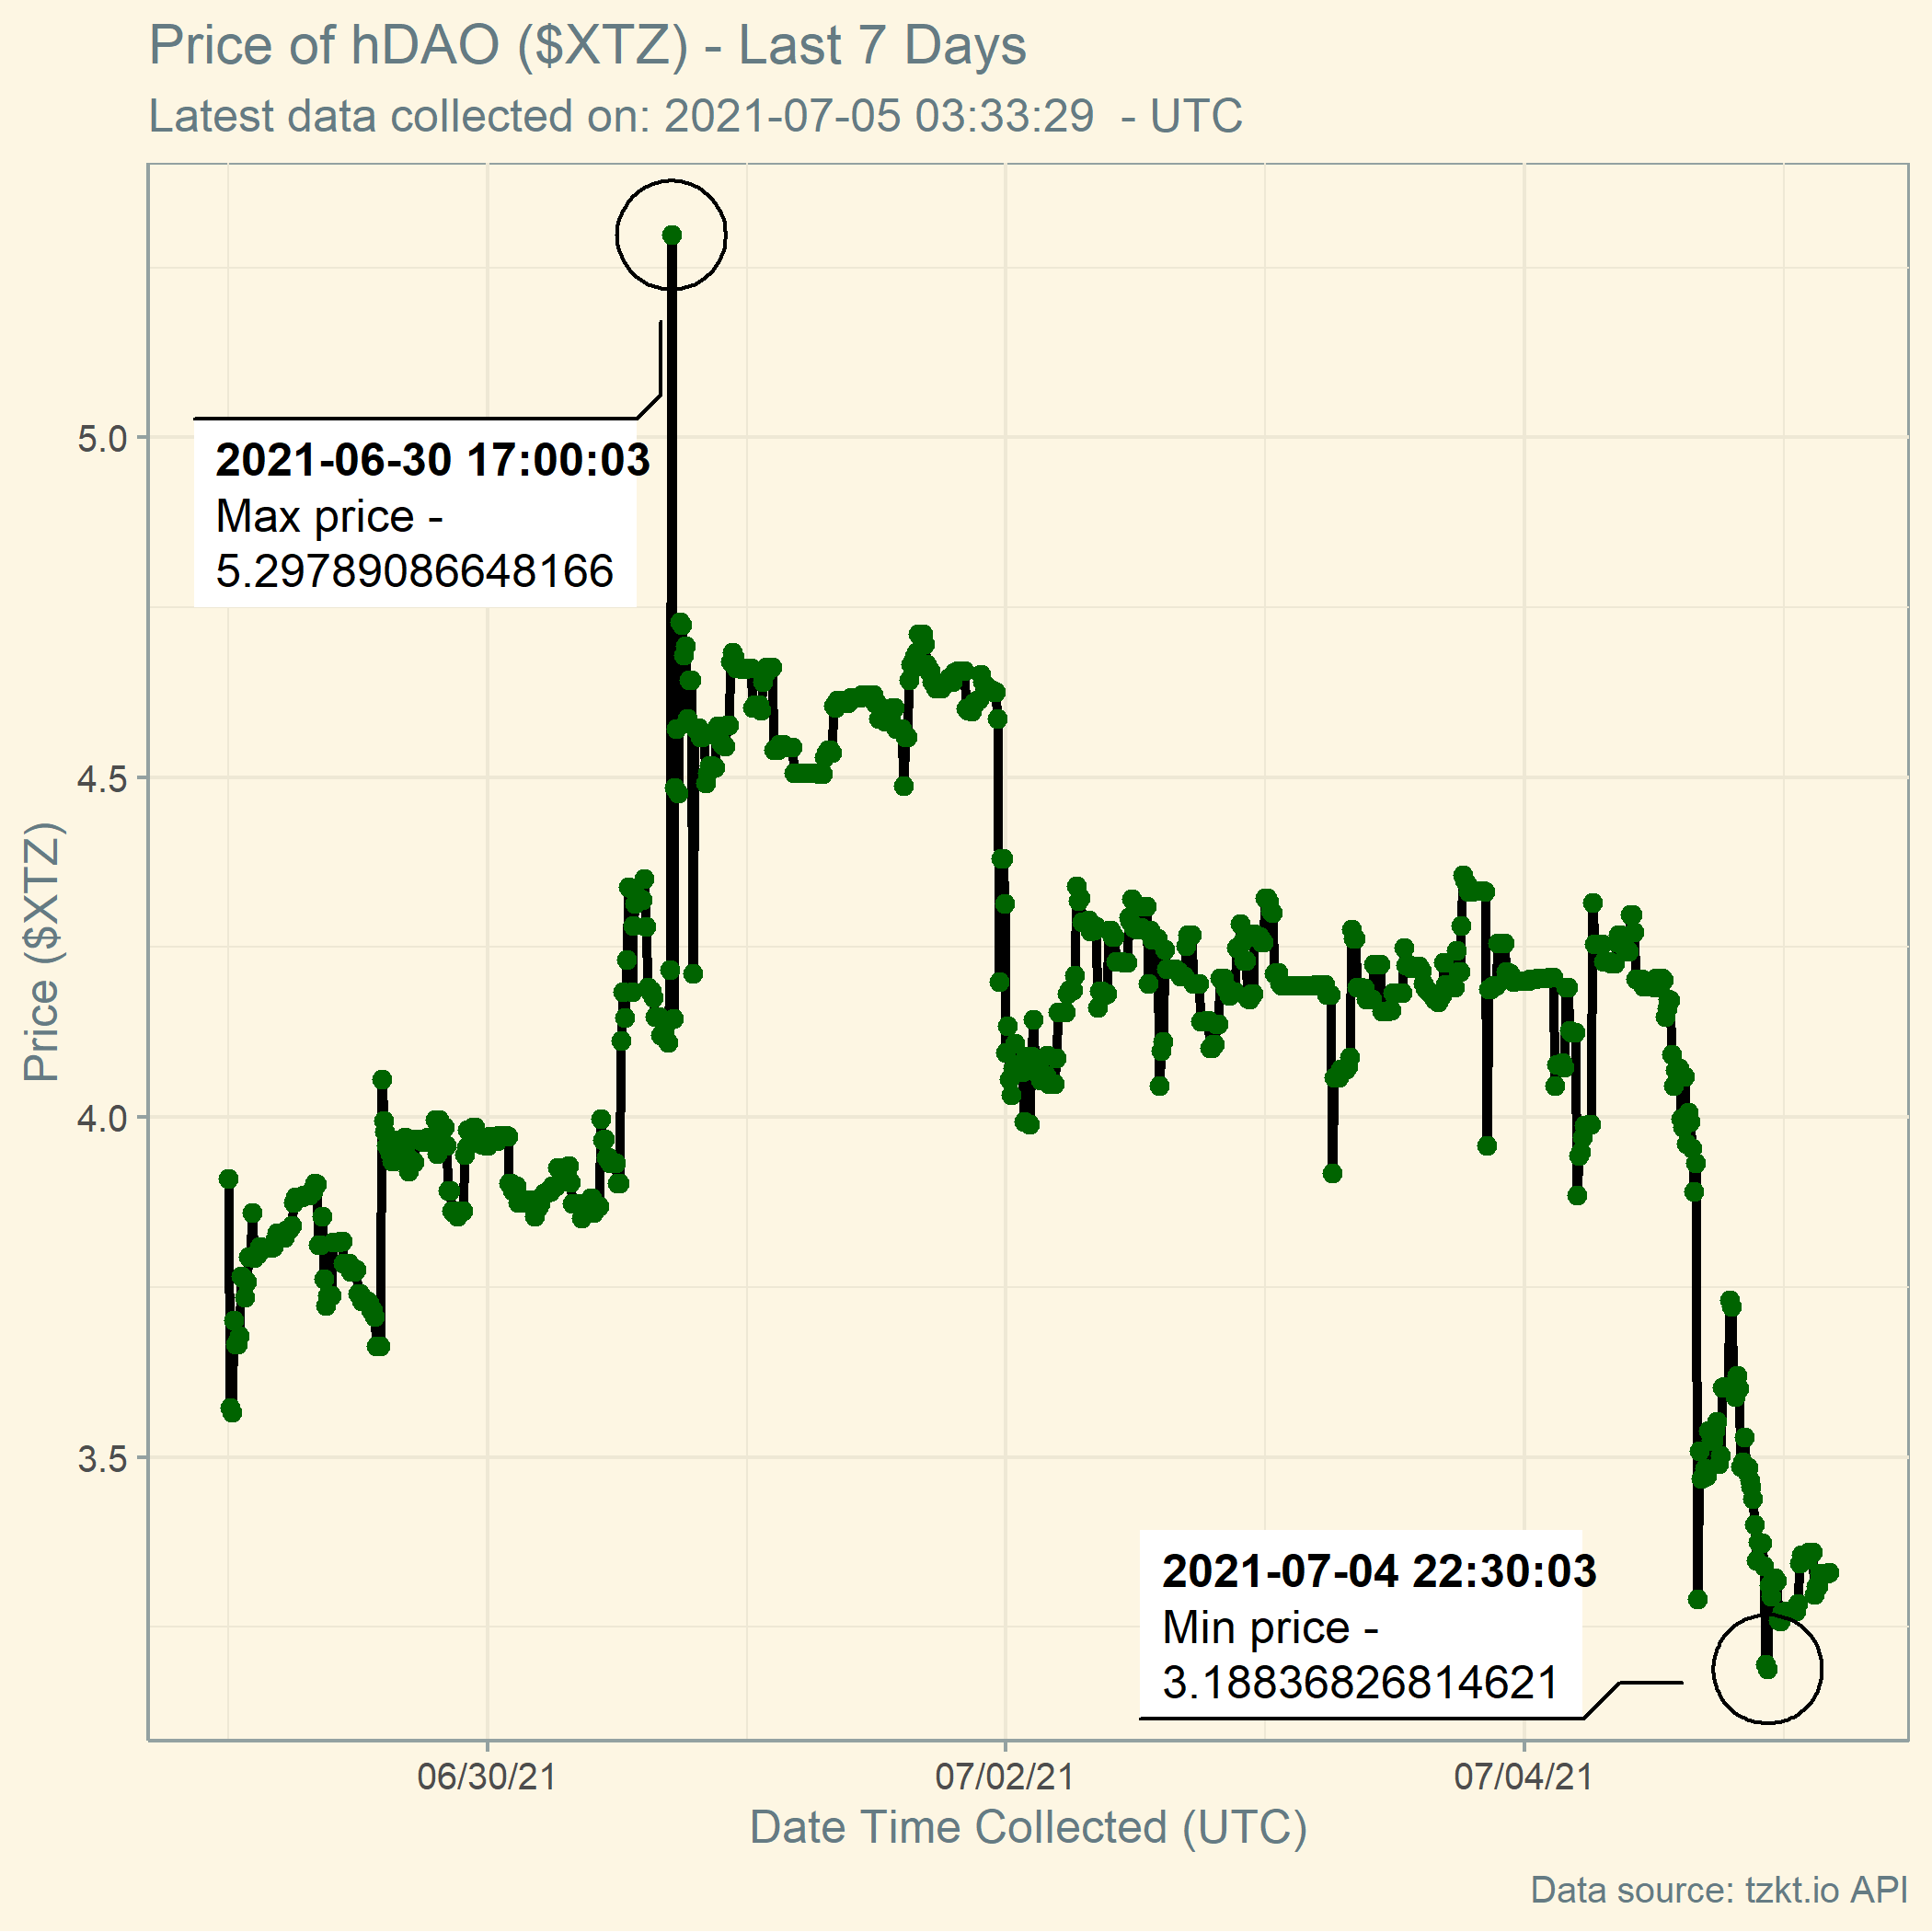 Price of hDAO ($XTZ) - Last 7 Days
Latest data collected on: 2021-07-05 03:33:29  - UTC
2021-06-30 17:00:03
Max price -
5.29789086648166
5.0
4.5
4.0
3.5
Price ($XTZ)
2021-07-04 22:30:03
Min price -
3.18836826814621
06/30/21
07/02/21
07/04/21
Date Time Collected (UTC)
Data source: tzkt.io API